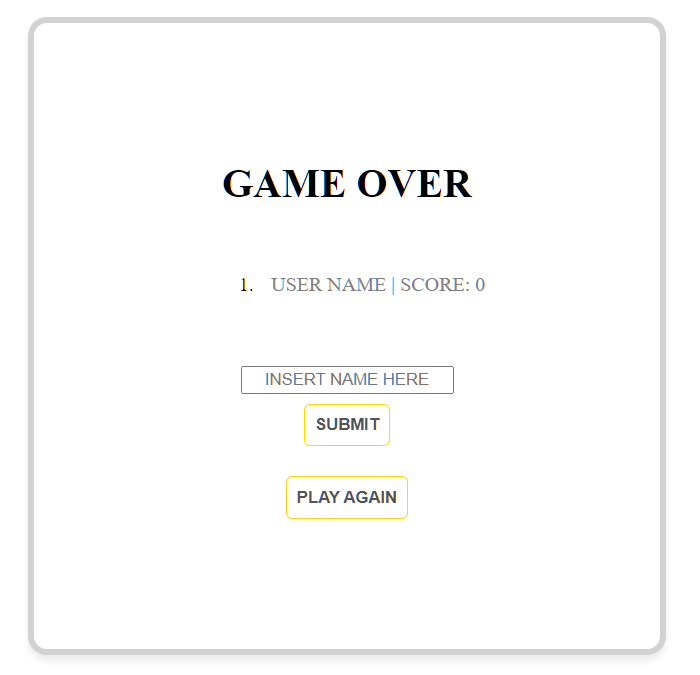 GAME OVER
1. USER NAME | SCORE: 0
INSERT NAME HERE
SUBMIT
PLAY AGAIN